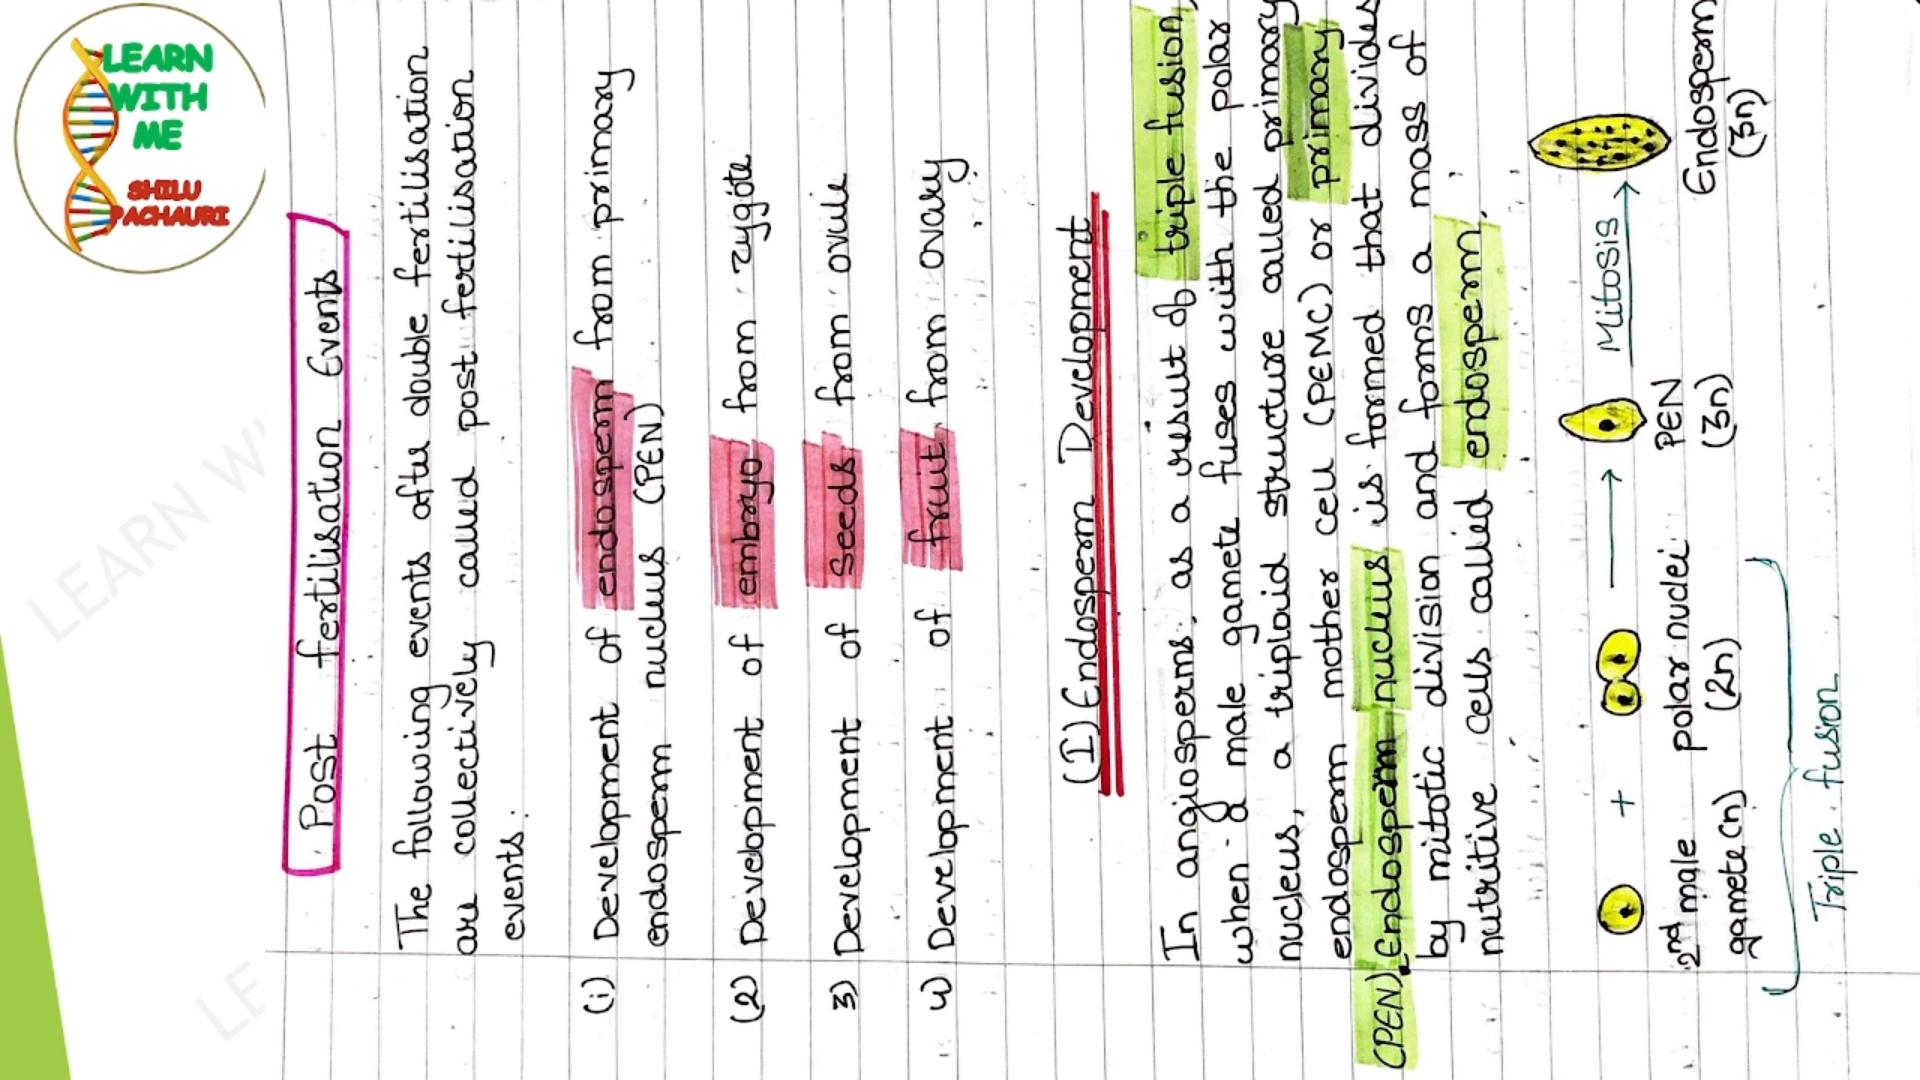 LEARN
WITH
ME
SHILU
PACHAURI
LEARN W
LE
Post fertilisation Events
The following events after double fertilisation
are collectively called post fertilisation
events.
(i) Development of endosperm from primary
endosperm nucleus (PEN)
(2) Development of embryo from zygote
3) Development of seeds from ovule
4) Development of fruit from ovary
(I) Endosperm Development
In angiosperms, as a result of triple fusion,
when a male gamete fuses with the polar
nucleus, a triploid structure called primary
endosperm mother cell (PEMC) or primary
(PEN) Endosperm nucleus is formed that divides
by mitotic division and forms a mass of
nutritive cells called endosperm.
+ → Mitosis →
2nd male gamete (n)
polar nuclei (2n)
PEN (3n)
Endosperm (3n)
Triple fusion